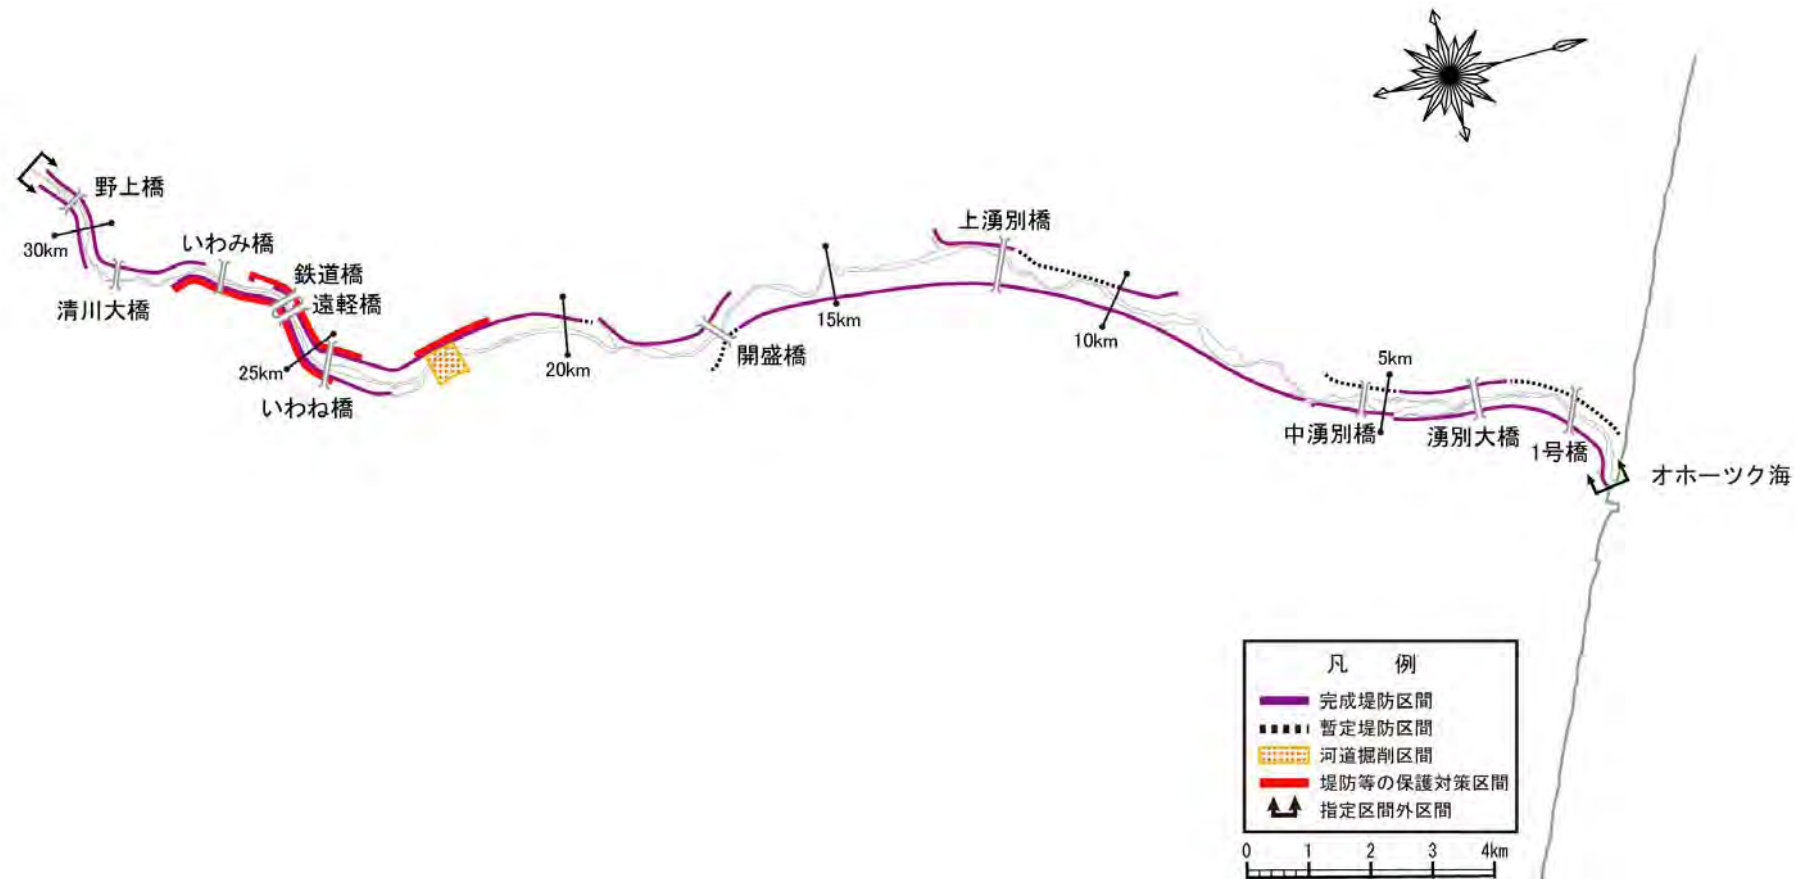 野上橋
30km
いわみ橋
清川大橋
鉄道橋
遠軽橋
25km
いわね橋
20km
開盛橋
15km
上湧別橋
10km
5km
中湧別橋
湧別大橋
1号橋
オホーツク海
凡 例
完成堤防区間
暫定堤防区間
河道掘削区間
堤防等の保護対策区間
指定区間外区間
0 1 2 3 4km